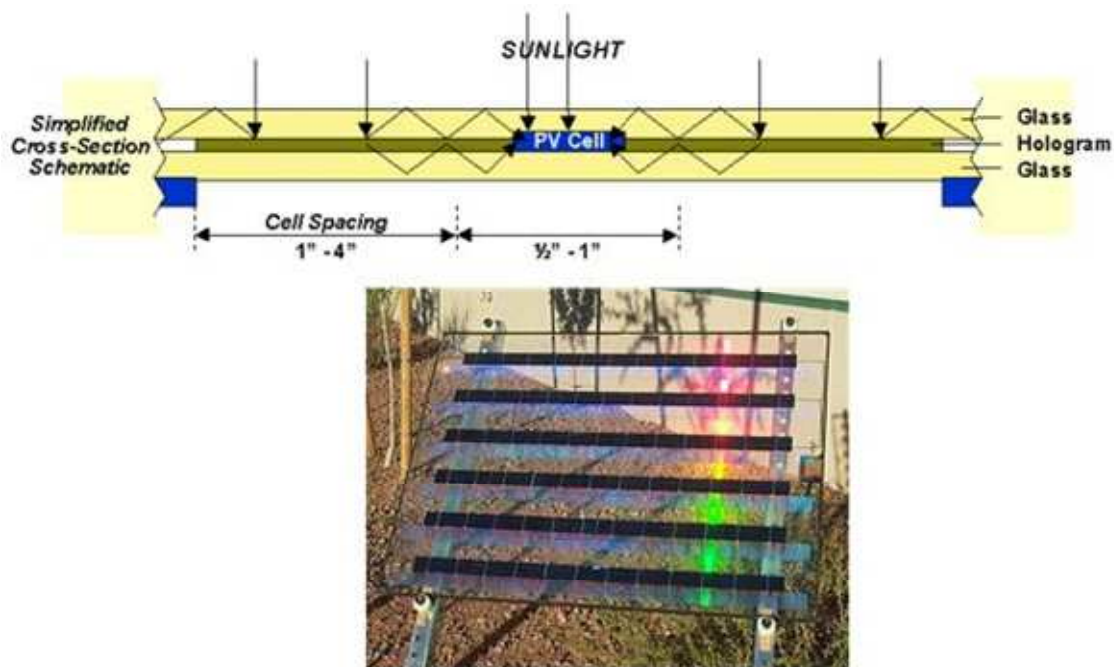 SUNLIGHT
Simplified
Cross-Section
Schematic
PV Cell
Glass
Hologram
Glass
Cell Spacing
1" - 4"
½" - 1"